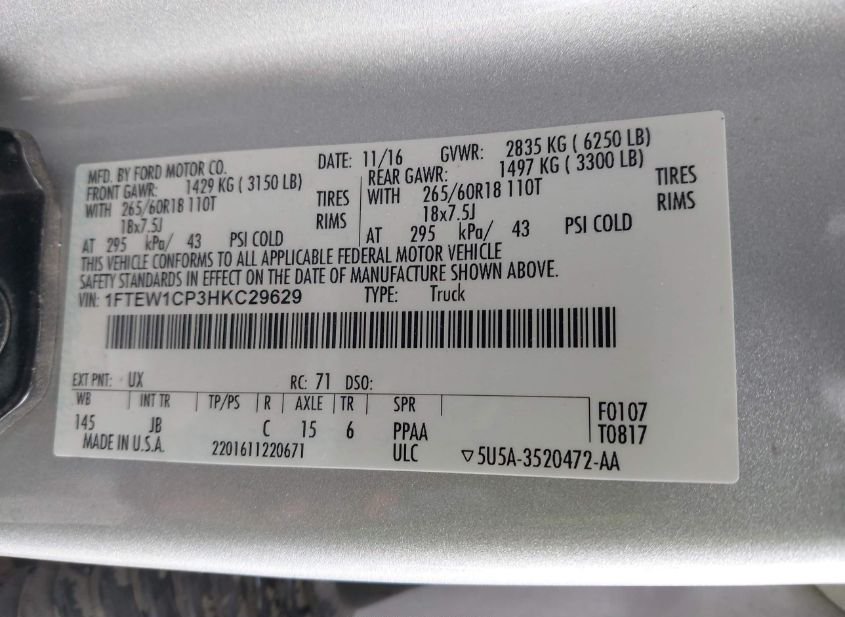 MFD. BY FORD MOTOR CO. DATE: 11/16 GVWR: 2835 KG ( 6250 LB)
FRONT GAWR: 1429 KG ( 3150 LB) REAR GAWR: 1497 KG ( 3300 LB)
WITH 265/60R18 110T TIRES WITH 265/60R18 110T TIRES
18x7.5J RIMS 18x7.5J RIMS
AT 295 kPa/ 43 PSI COLD AT 295 kPa/ 43 PSI COLD
THIS VEHICLE CONFORMS TO ALL APPLICABLE FEDERAL MOTOR VEHICLE
SAFETY STANDARDS IN EFFECT ON THE DATE OF MANUFACTURE SHOWN ABOVE.
VIN: 1FTEW1CP3HKC29629 TYPE: Truck
EXT PNT: UX RC: 71 DSO:
WB INT TR TP/PS R AXLE TR SPR
145 JB C 15 6 PPAA
F0107
T0817
MADE IN U.S.A. 2201611220671 ULC ▽5U5A-3520472-AA